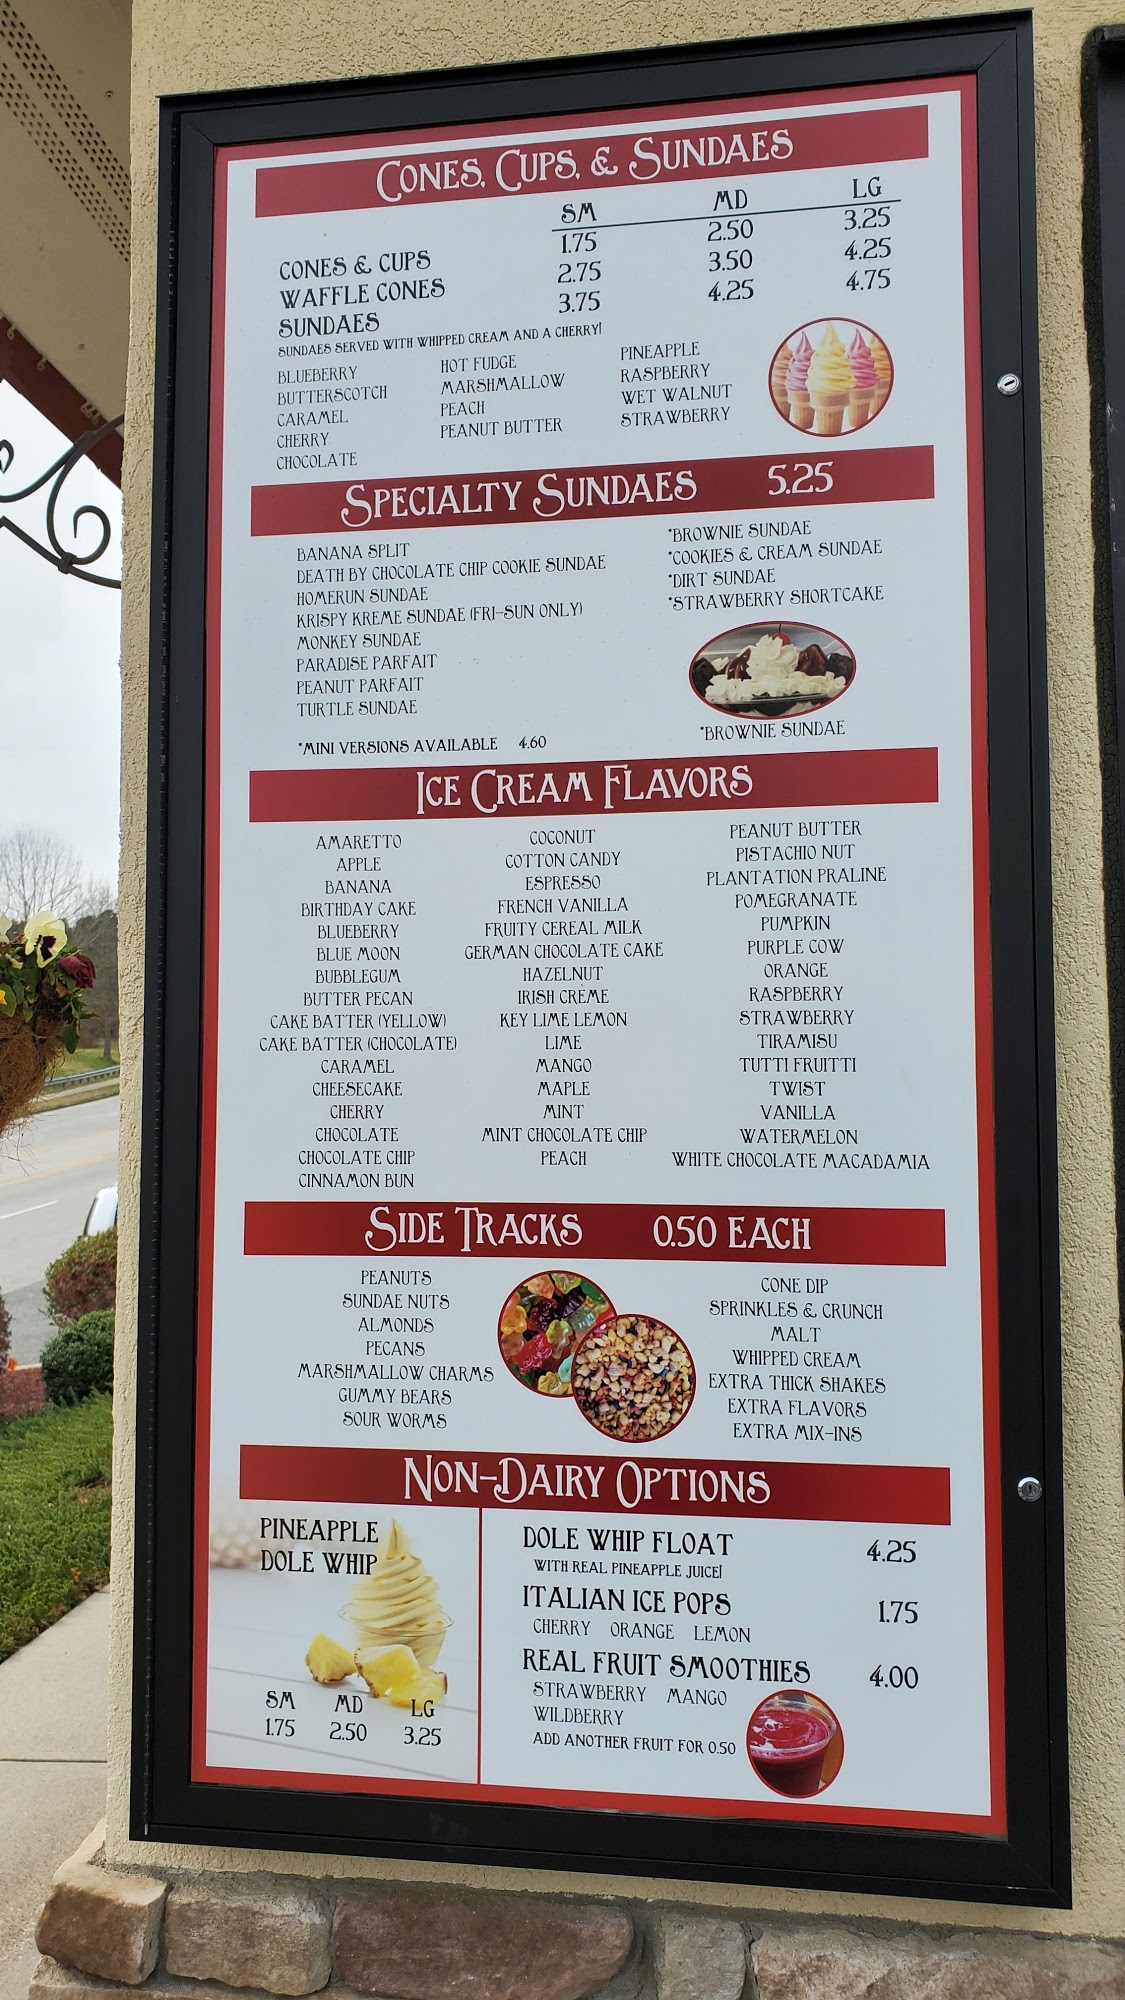 CONES, CUPS, & SUNDAES
SM MD LG
CONES & CUPS 1.75 2.50 3.25
WAFFLE CONES 2.75 3.50 4.25
SUNDAES 3.75 4.25 4.75
SUNDAES SERVED WITH WHIPPED CREAM AND A CHERRY!
BLUEBERRY
BUTTERSCOTCH
CARAMEL
CHERRY
CHOCOLATE
HOT FUDGE
MARSHMALLOW
PEACH
PEANUT BUTTER
PINEAPPLE
RASPBERRY
WET WALNUT
STRAWBERRY
SPECIALTY SUNDAES 5.25
BANANA SPLIT
DEATH BY CHOCOLATE CHIP COOKIE SUNDAE
HOMERUN SUNDAE
KRISPY KREME SUNDAE (FRI-SUN ONLY)
MONKEY SUNDAE
PARADISE PARFAIT
PEANUT PARFAIT
TURTLE SUNDAE
*MINI VERSIONS AVAILABLE 4.60
*BROWNIE SUNDAE
*COOKIES & CREAM SUNDAE
*DIRT SUNDAE
*STRAWBERRY SHORTCAKE
*BROWNIE SUNDAE
ICE CREAM FLAVORS
AMARETTO
APPLE
BANANA
BIRTHDAY CAKE
BLUEBERRY
BLUE MOON
BUBBLEGUM
BUTTER PECAN
CAKE BATTER (YELLOW)
CAKE BATTER (CHOCOLATE)
CARAMEL
CHEESECAKE
CHERRY
CHOCOLATE
CHOCOLATE CHIP
CINNAMON BUN
COCONUT
COTTON CANDY
ESPRESSO
FRENCH VANILLA
FRUITY CEREAL MILK
GERMAN CHOCOLATE CAKE
HAZELNUT
IRISH CRÈME
KEY LIME LEMON
LIME
MANGO
MAPLE
MINT
MINT CHOCOLATE CHIP
PEACH
PEANUT BUTTER
PISTACHIO NUT
PLANTATION PRALINE
POMEGRANATE
PUMPKIN
PURPLE COW
ORANGE
RASPBERRY
STRAWBERRY
TIRAMISU
TUTTI FRUITTI
TWIST
VANILLA
WATERMELON
WHITE CHOCOLATE MACADAMIA
SIDE TRACKS 0.50 EACH
PEANUTS
SUNDAE NUTS
ALMONDS
PECANS
MARSHMALLOW CHARMS
GUMMY BEARS
SOUR WORMS
CONE DIP
SPRINKLES & CRUNCH
MALT
WHIPPED CREAM
EXTRA THICK SHAKES
EXTRA FLAVORS
EXTRA MIX-INS
NON-DAIRY OPTIONS
PINEAPPLE
DOLE WHIP
SM MD LG
1.75 2.50 3.25
DOLE WHIP FLOAT 4.25
WITH REAL PINEAPPLE JUICE!
ITALIAN ICE POPS 1.75
CHERRY ORANGE LEMON
REAL FRUIT SMOOTHIES 4.00
STRAWBERRY MANGO
WILDBERRY
ADD ANOTHER FRUIT FOR 0.50